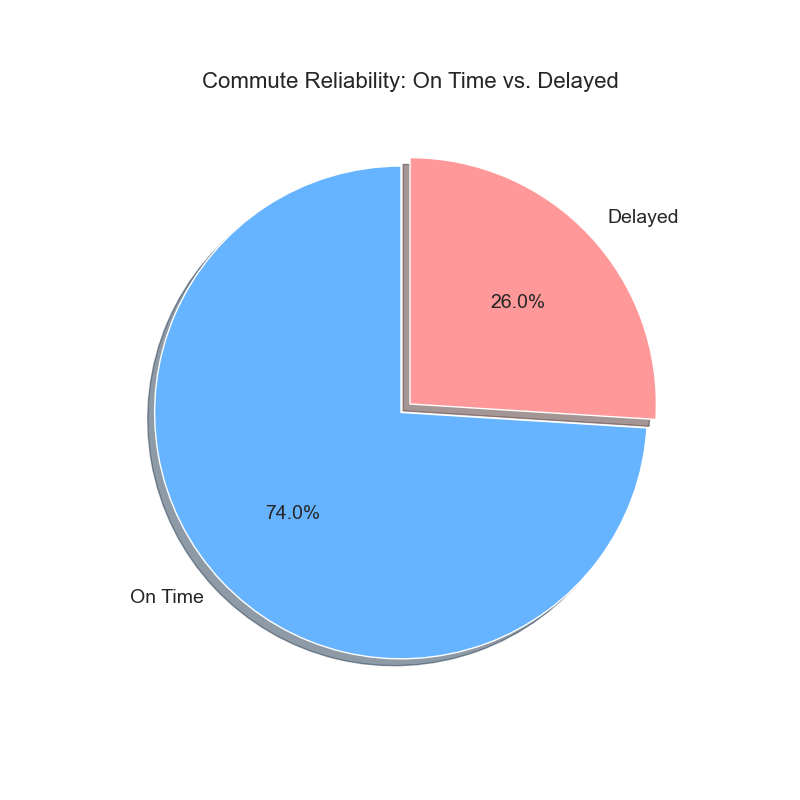 Commute Reliability: On Time vs. Delayed
Delayed
26.0%
74.0%
On Time